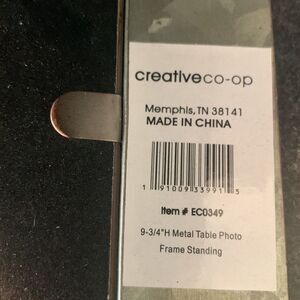 creativeco-op
Memphis, TN 38141
MADE IN CHINA
1 91009 33991 5
Item # EC0349
9-3/4"H Metal Table Photo
Frame Standing